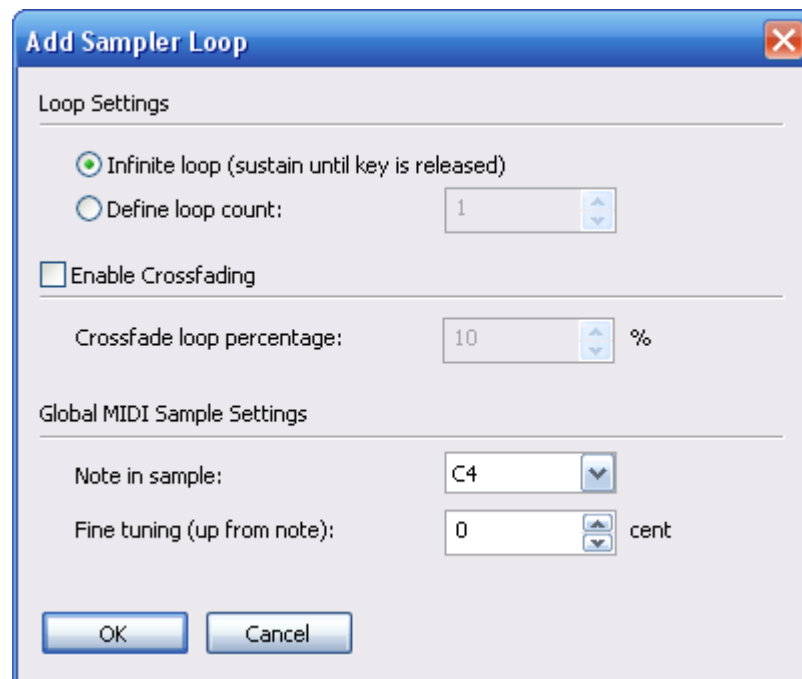 Add Sampler Loop
Loop Settings
Infinite loop (sustain until key is released)
Define loop count: 1
Enable Crossfading
Crossfade loop percentage: 10 %
Global MIDI Sample Settings
Note in sample: C4
Fine tuning (up from note): 0 cent
OK Cancel